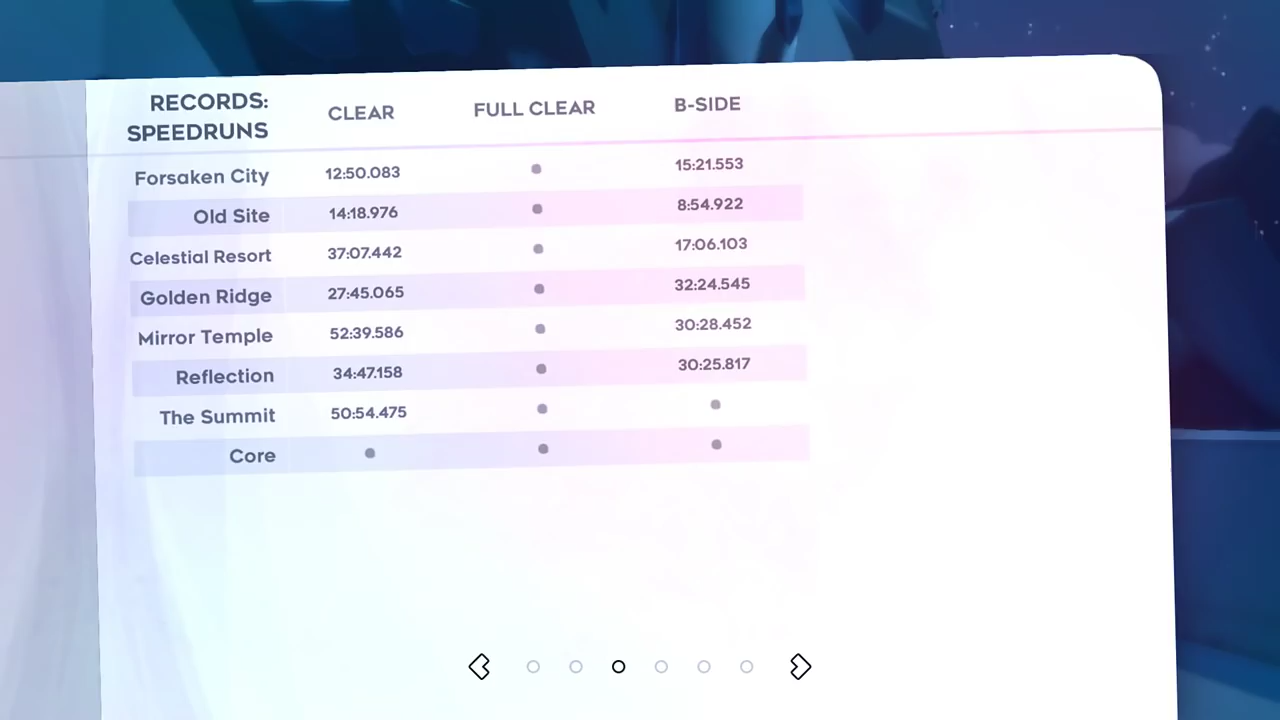 RECORDS:
SPEEDRUNS
CLEAR FULL CLEAR B-SIDE
Forsaken City 12:50.083 15:21.553
Old Site 14:18.976 8:54.922
Celestial Resort 37:07.442 17:06.103
Golden Ridge 27:45.065 32:24.545
Mirror Temple 52:39.586 30:28.452
Reflection 34:47.158 30:25.817
The Summit 50:54.475
Core